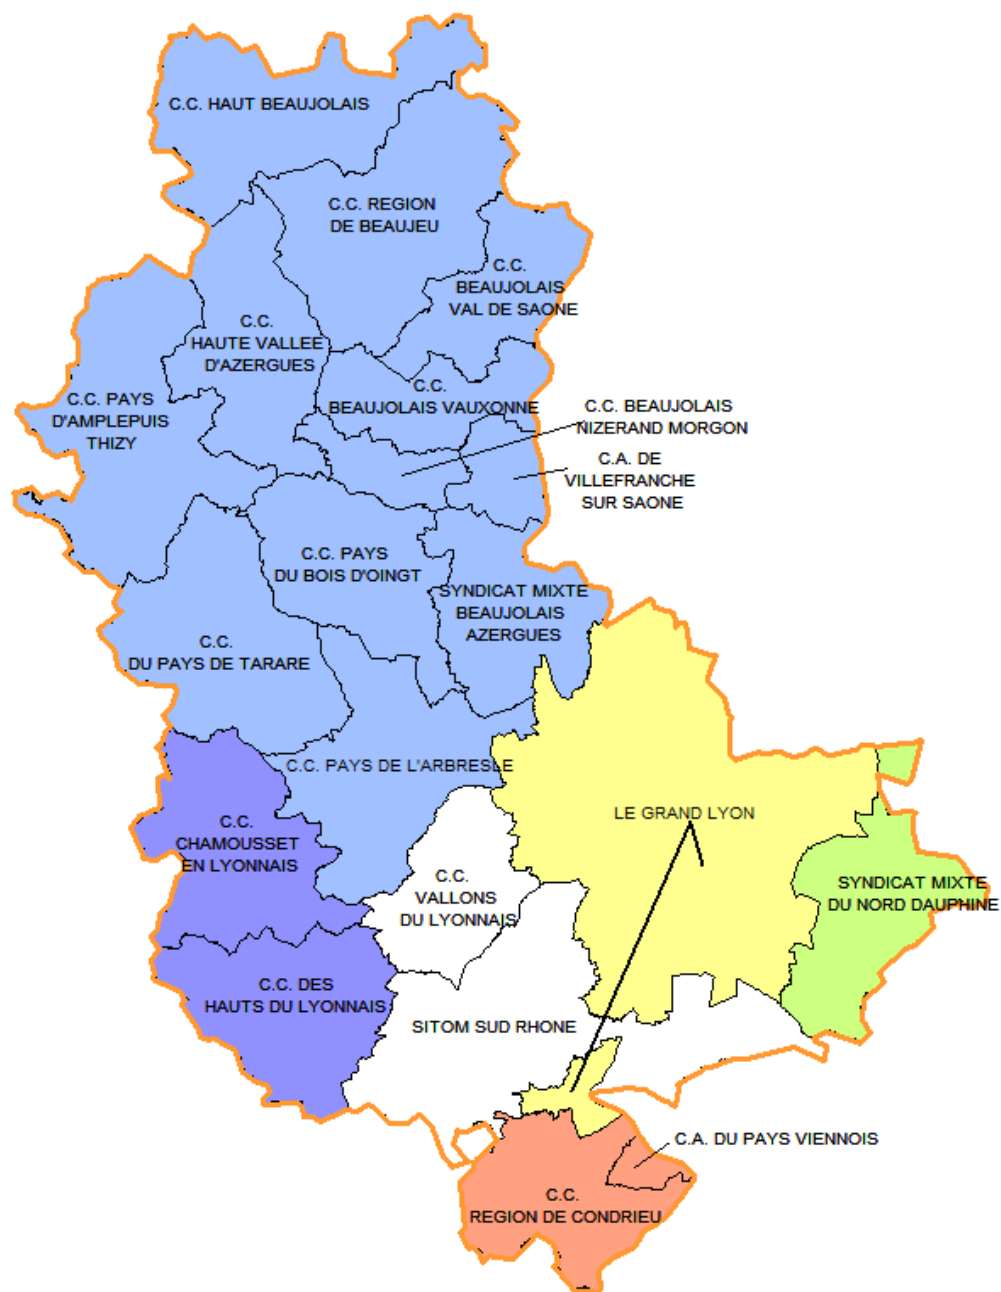 C.C. HAUT BEAUJOLAIS
C.C. REGION
DE BEAUJEU
C.C.
BEAUJOLAIS
VAL DE SAONE
C.C.
HAUTE VALLEE
D'AZERGUES
C.C. PAYS
D'AMPLEPUIS
THIZY
C.C.
BEAUJOLAIS VAUXONNE
C.C. BEAUJOLAIS
NIZERAND MORGON
C.A. DE
VILLEFRANCHE
SUR SAONE
C.C. PAYS
DU BOIS D'OINGT
SYNDICAT MIXTE
BEAUJOLAIS
AZERGUES
C.C.
DU PAYS DE TARARE
C.C. PAYS DE L'ARBRESLE
LE GRAND LYON
C.C.
CHAMOUSSET
EN LYONNAIS
C.C.
VALLONS
DU LYONNAIS
SYNDICAT MIXTE
DU NORD DAUPHINE
C.C. DES
HAUTS DU LYONNAIS
SITOM SUD RHONE
C.A. DU PAYS VIENNOIS
C.C.
REGION DE CONDRIEU